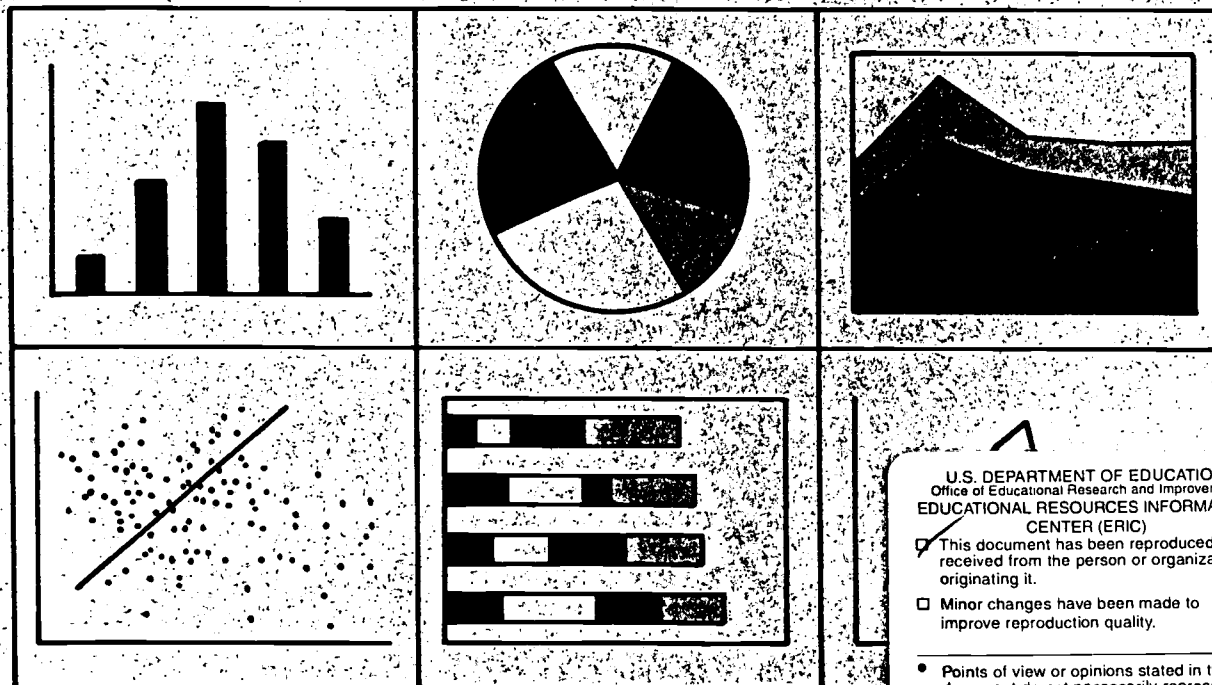 U.S. DEPARTMENT OF EDUCATIO
Office of Educational Research and Improver
EDUCATIONAL RESOURCES INFORMA
CENTER (ERIC)
This document has been reproduced
received from the person or organiza
originating it.
Minor changes have been made to
improve reproduction quality.
• Points of view or opinions stated in t